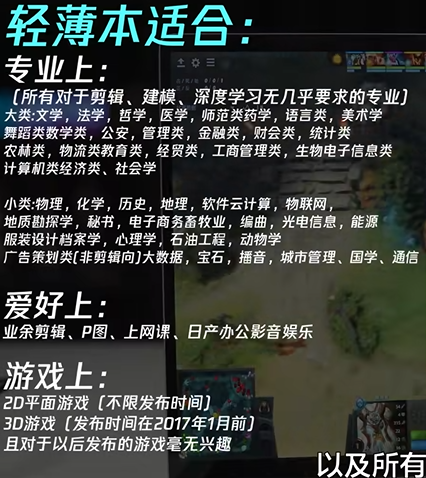 轻薄本适合：
专业上：
（所有对于剪辑、建模、深度学习无几乎要求的专业）
大类:文学，法学，哲学，医学，师范类药学，语言类，美术学
舞蹈类数学类，公安，管理类，金融类，财会类，统计类
农林类，物流类教育类，经贸类，工商管理类，生物电子信息类
计算机类经济类、社会学
小类:物理，化学，历史，地理，软件云计算，物联网，
地质勘探学，秘书，电子商务畜牧业，编曲，光电信息，能源
服装设计档案学，心理学，石油工程，动物学
广告策划类(非剪辑向)大数据，宝石，播音，城市管理、国学、通信
爱好上：
业余剪辑、P图、上网课、日产办公影音娱乐
游戏上：
2D平面游戏（不限发布时间）
3D游戏（发布时间在2017年1月前）
且对于以后发布的游戏毫无兴趣
以及所有